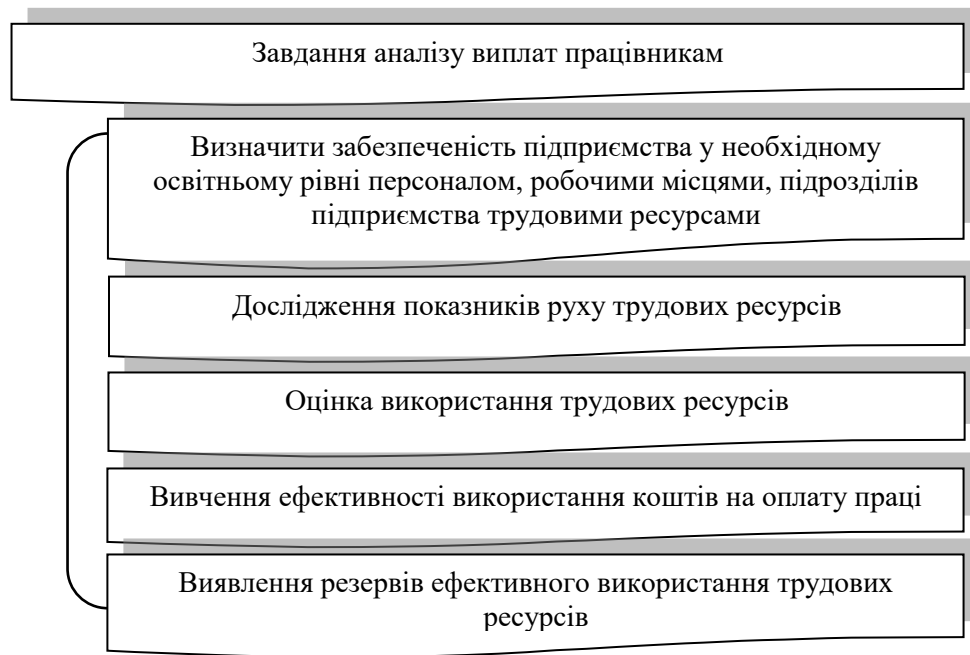 Завдання аналізу виплат працівникам
Визначити забезпеченість підприємства у необхідному
освітньому рівні персоналом, робочими місцями, підрозділів
підприємства трудовими ресурсами
Дослідження показників руху трудових ресурсів
Оцінка використання трудових ресурсів
Вивчення ефективності використання коштів на оплату праці
Виявлення резервів ефективного використання трудових
ресурсів